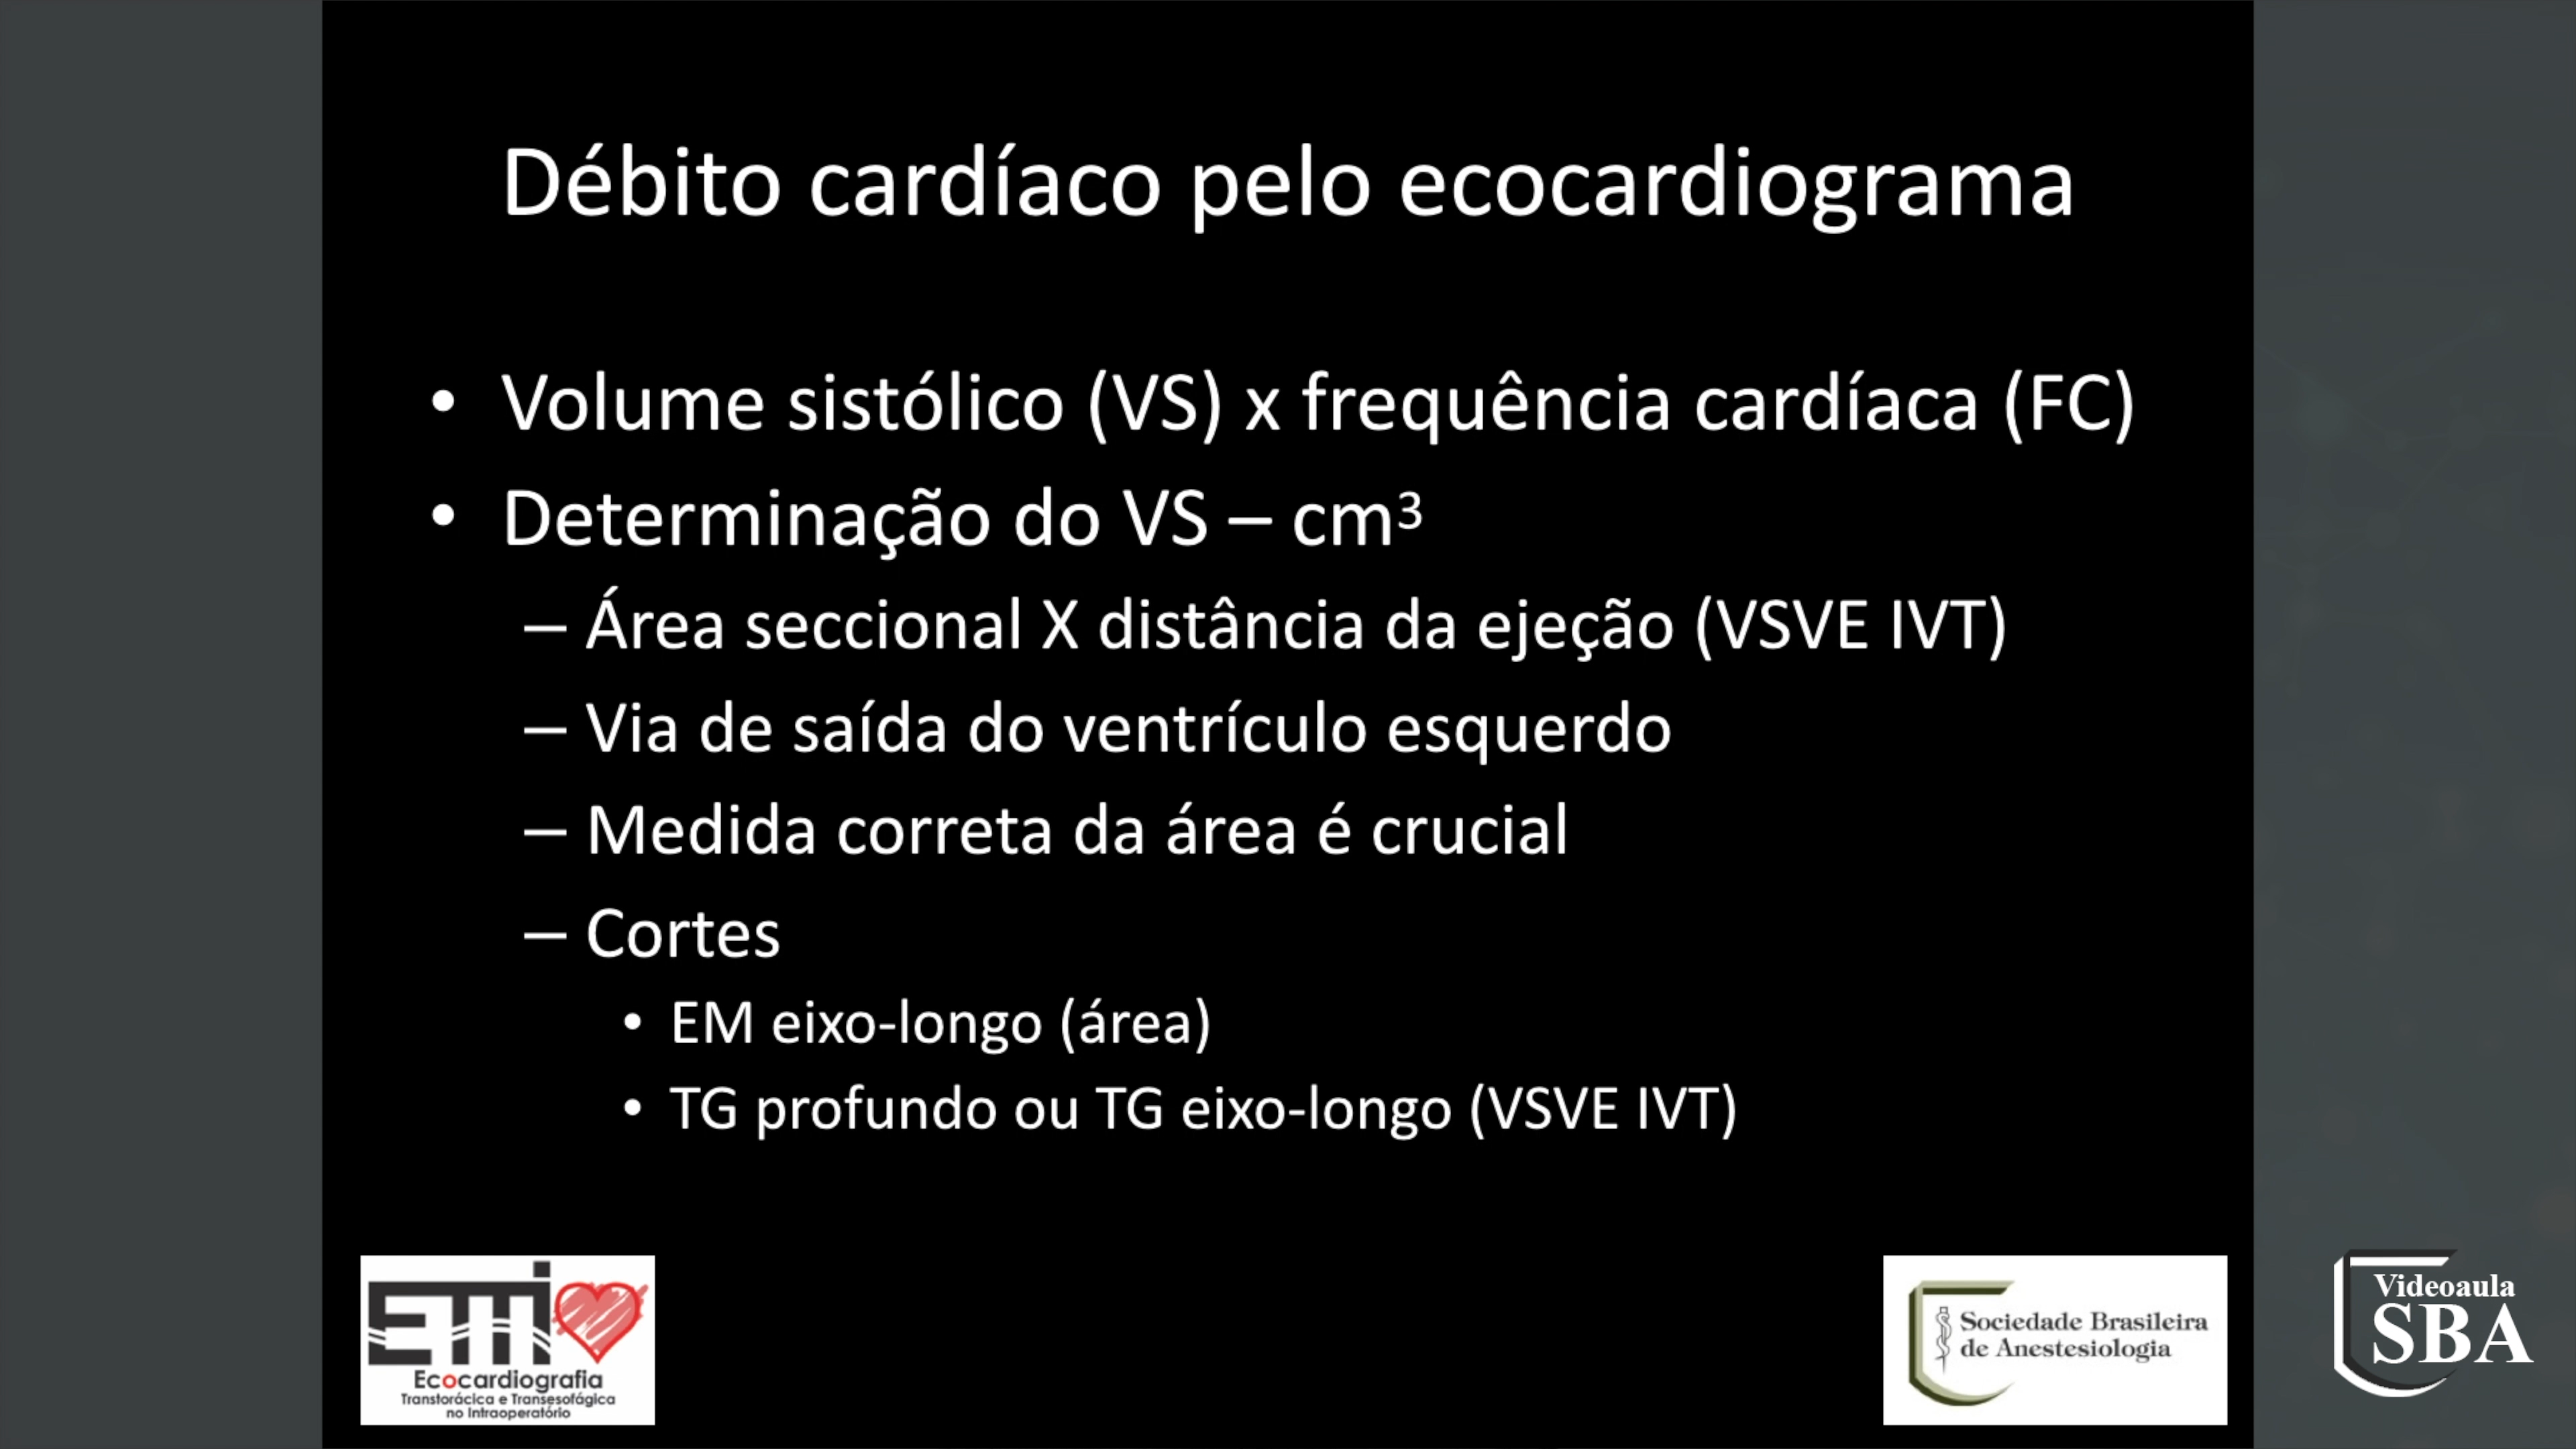 Débito cardíaco pelo ecocardiograma
• Volume sistólico (VS) x frequência cardíaca (FC)
• Determinação do VS – cm³
– Área seccional X distância da ejeção (VSVE IVT)
– Via de saída do ventrículo esquerdo
– Medida correta da área é crucial
– Cortes
• EM eixo-longo (área)
• TG profundo ou TG eixo-longo (VSVE IVT)
ETTI
Ecocardiografia
Transtorácica e Transesofágica
no Intraoperatório
Sociedade Brasileira
de Anestesiologia
Videoaula
SBA